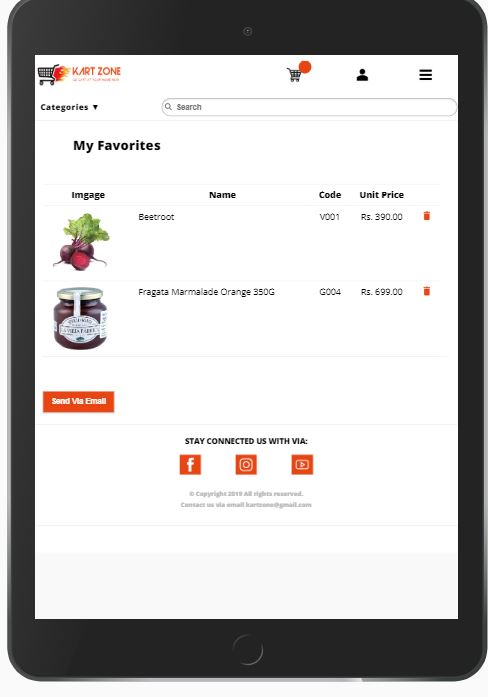 KART ZONE
Categories ▼
Search
My Favorites
Imgage Name Code Unit Price
Beetroot V001 Rs. 390.00
Fragata Marmalade Orange 350G G004 Rs. 699.00
Send Via Email
STAY CONNECTED US WITH VIA:
© Copyright 2019 All rights reserved.
Contact us via email kartzone@gmail.com